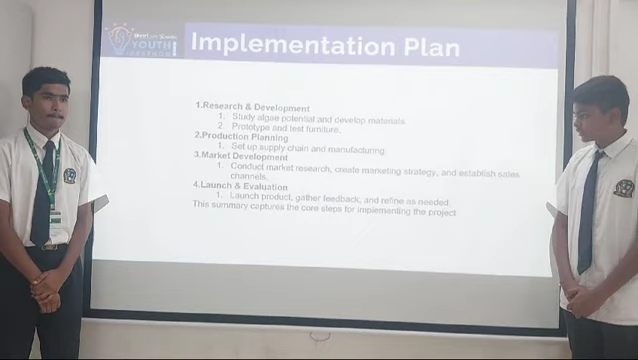 YOUTH
IDEATHON
Implementation Plan
1.Research & Development
1. Study algae potential and develop materials.
2. Prototype and test furniture.
2.Production Planning
1. Set up supply chain and manufacturing.
3.Market Development
1. Conduct market research, create marketing strategy, and establish sales
channels.
4.Launch & Evaluation
1. Launch product, gather feedback, and refine as needed.
This summary captures the core steps for implementing the project